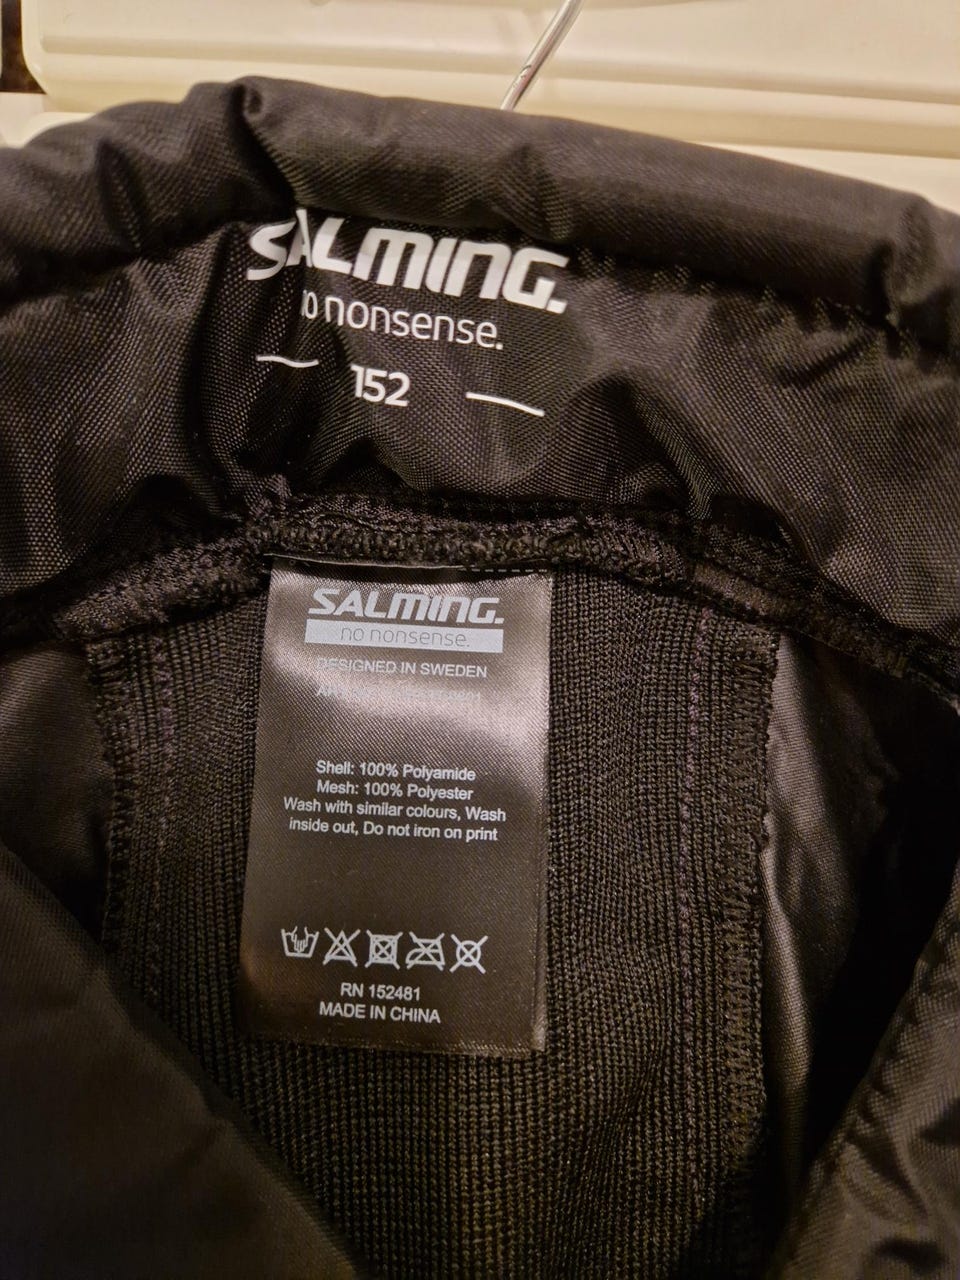 SALMING.
no nonsense.
152
SALMING.
no nonsense.
DESIGNED IN SWEDEN
Shell: 100% Polyamide
Mesh: 100% Polyester
Wash with similar colours, Wash
inside out, Do not iron on print
RN 152481
MADE IN CHINA